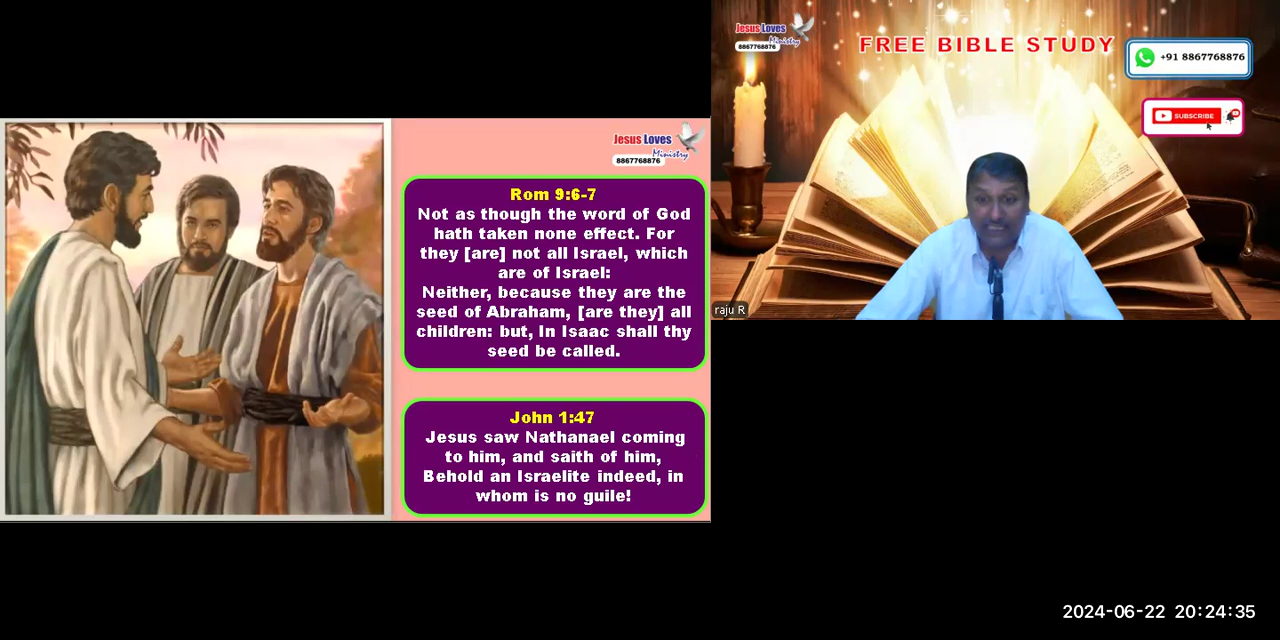 Jesus Loves
Ministry
8867768876
Rom 9:6-7
Not as though the word of God
hath taken none effect. For
they [are] not all Israel, which
are of Israel:
Neither, because they are the
seed of Abraham, [are they] all
children: but, In Isaac shall thy
seed be called.
John 1:47
Jesus saw Nathanael coming
to him, and saith of him,
Behold an Israelite indeed, in
whom is no guile!
Jesus Loves
Ministry
8867768876
FREE BIBLE STUDY
+91 8867768876
SUBSCRIBE
raju R
2024-06-22 20:24:35